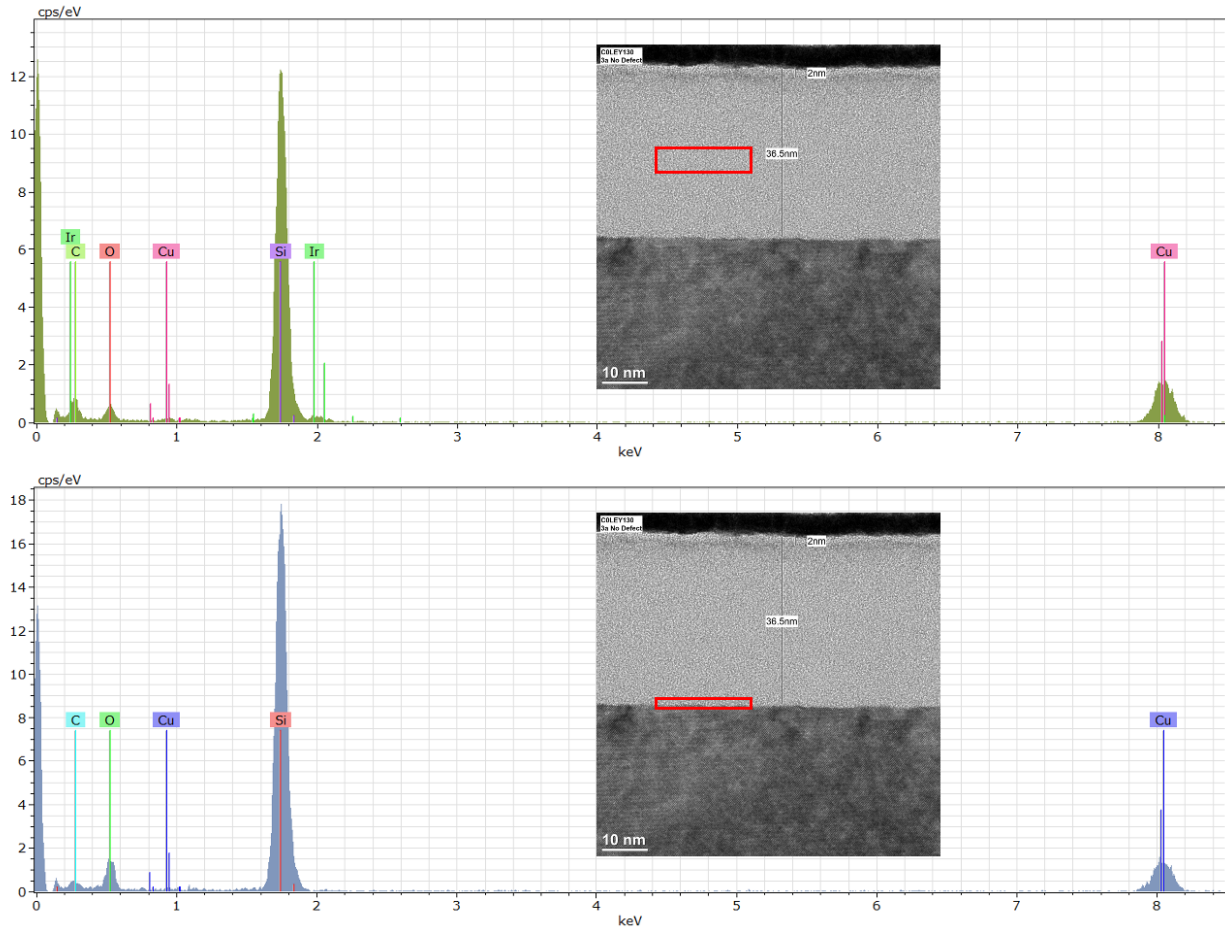 cps/eV
12
10
8
6
4
2
0
Ir
C
O
Cu
Si
Ir
Cu
C0LEY130
3a No Defect
2nm
36.5nm
10 nm
0 1 2 3 4 5 6 7 8
keV
cps/eV
18
16
14
12
10
8
6
4
2
0
C
O
Cu
Si
Cu
C0LEY130
3a No Defect
2nm
36.5nm
10 nm
0 1 2 3 4 5 6 7 8
keV